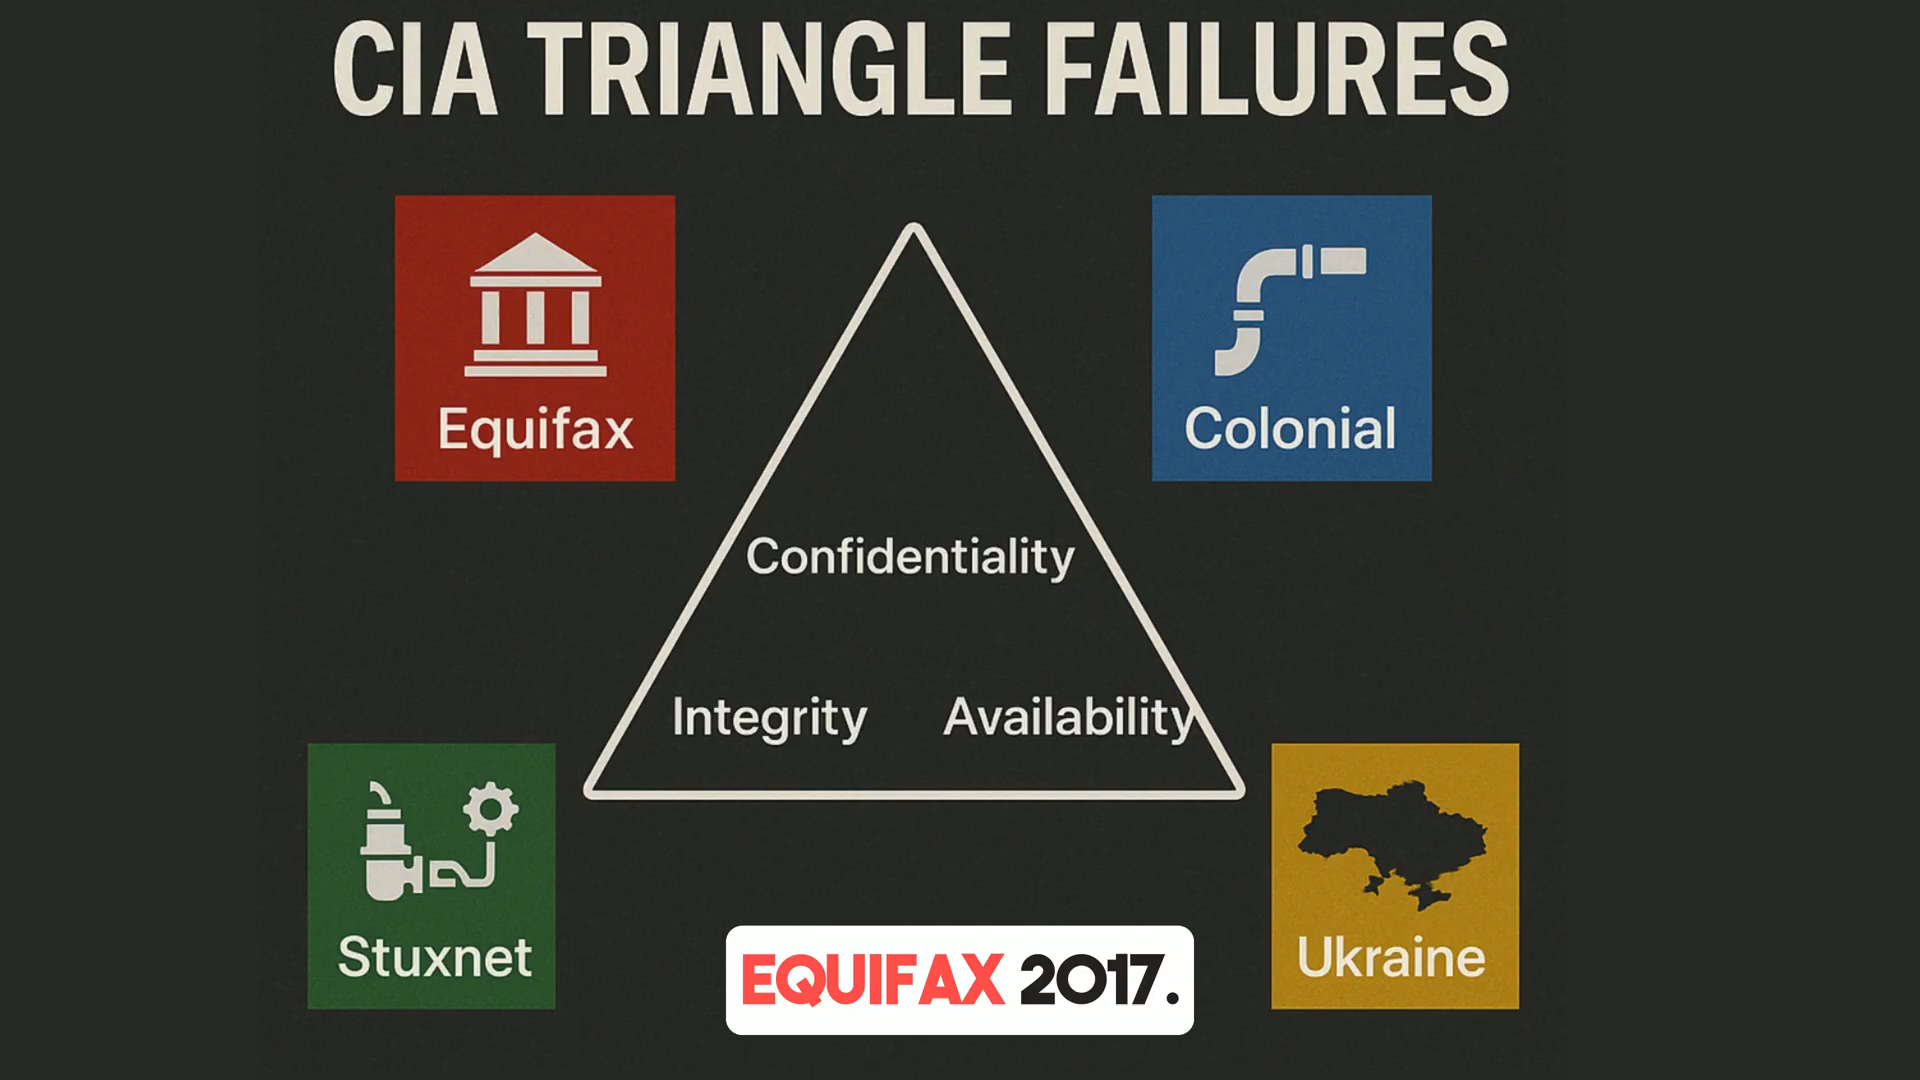 CIA TRIANGLE FAILURES
Equifax
Colonial
Confidentiality
Integrity
Availability
Stuxnet
Ukraine
EQUIFAX 2017.